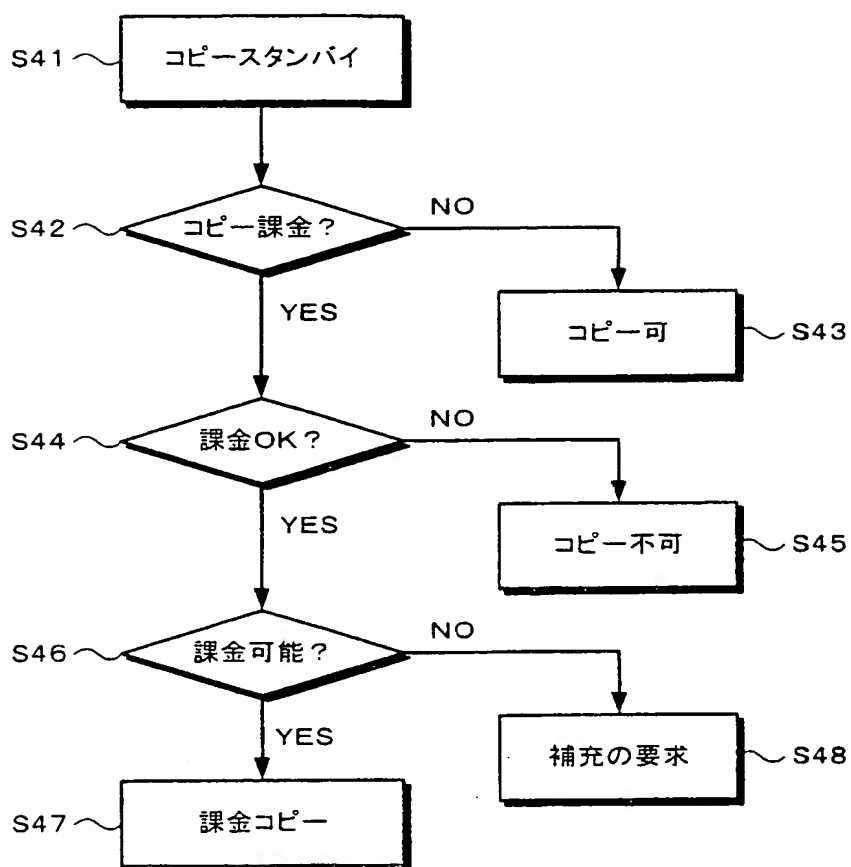 S41
コピースタンバイ
S42
コピー課金？
NO
YES
コピー可
S43
S44
課金OK？
NO
YES
コピー不可
S45
S46
課金可能？
NO
YES
補充の要求
S48
S47
課金コピー